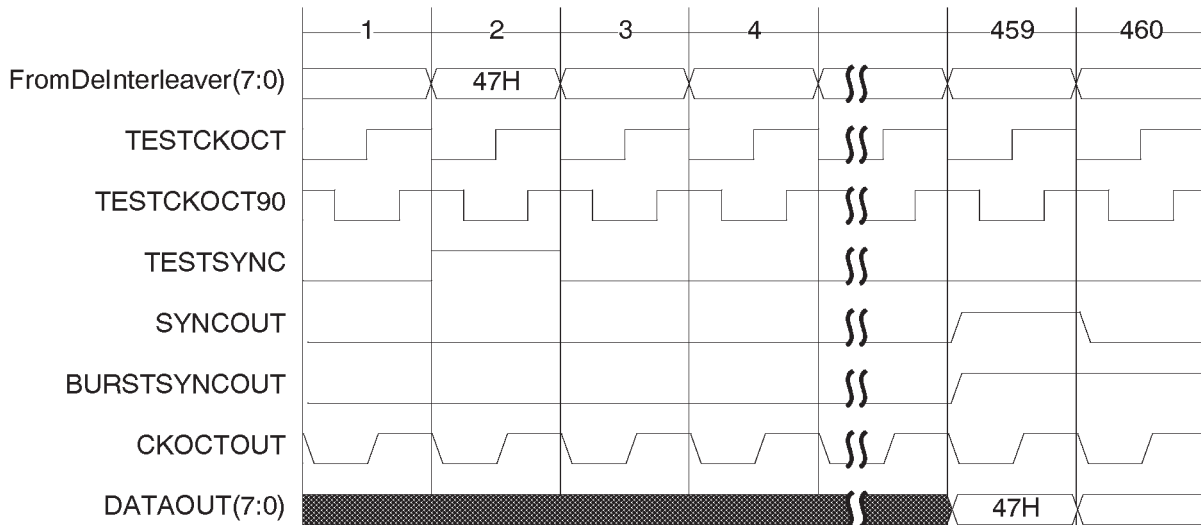 1 2 3 4 459 460
FromDeInterleaver(7:0) 47H
TESTCKOCT
TESTCKOCT90
TESTSYNC
SYNCOUT
BURSTSYNCOUT
CKOCTOUT
DATAOUT(7:0) 47H